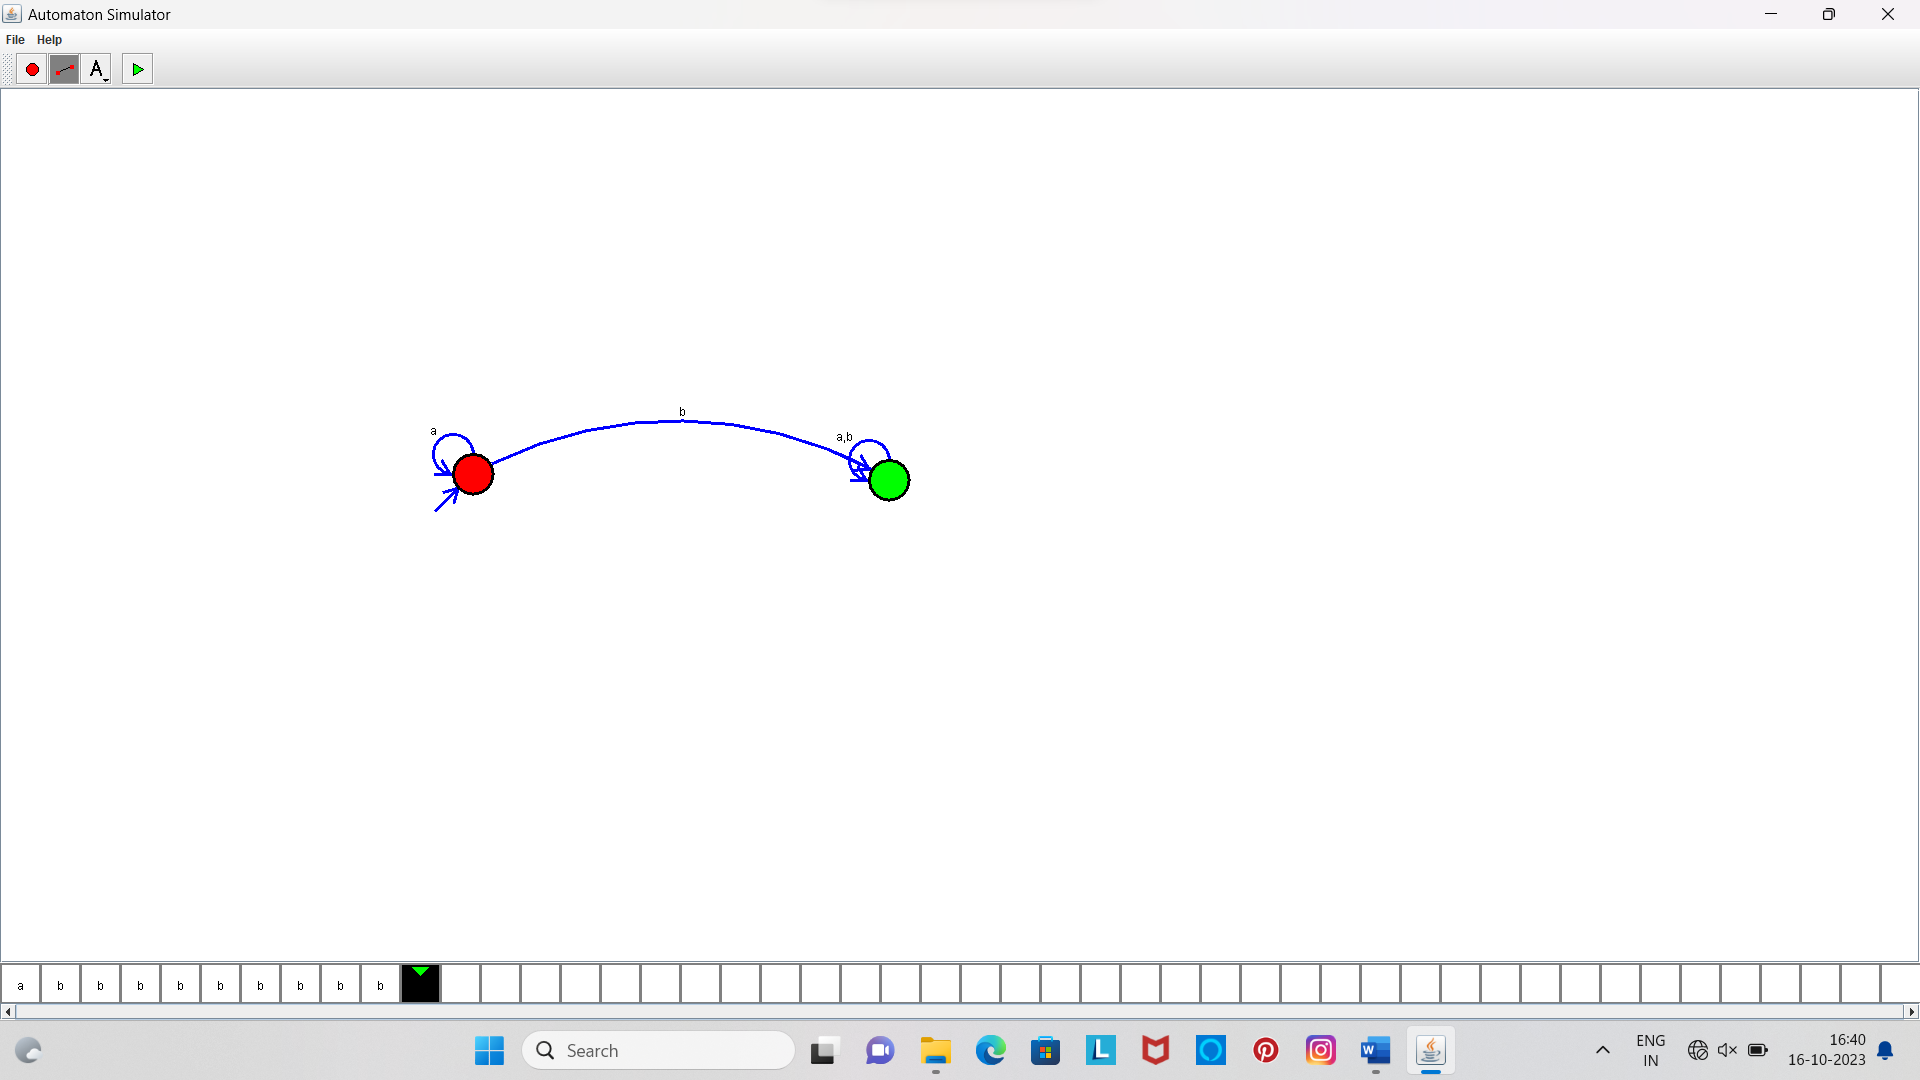 Automaton Simulator
File Help
A
b
a
a,b
a b b b b b b b b b
Search
L
W
ENG
IN
16:40
16-10-2023